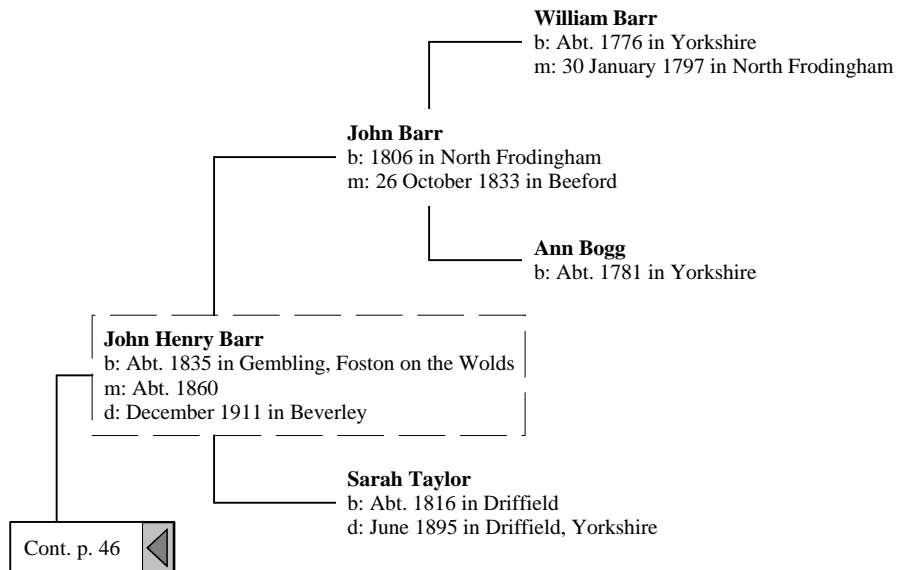 William Barr
b: Abt. 1776 in Yorkshire
m: 30 January 1797 in North Frodingham
John Barr
b: 1806 in North Frodingham
m: 26 October 1833 in Beeford
Ann Bogg
b: Abt. 1781 in Yorkshire
John Henry Barr
b: Abt. 1835 in Gembling, Foston on the Wolds
m: Abt. 1860
d: December 1911 in Beverley
Sarah Taylor
b: Abt. 1816 in Driffield
d: June 1895 in Driffield, Yorkshire
Cont. p. 46